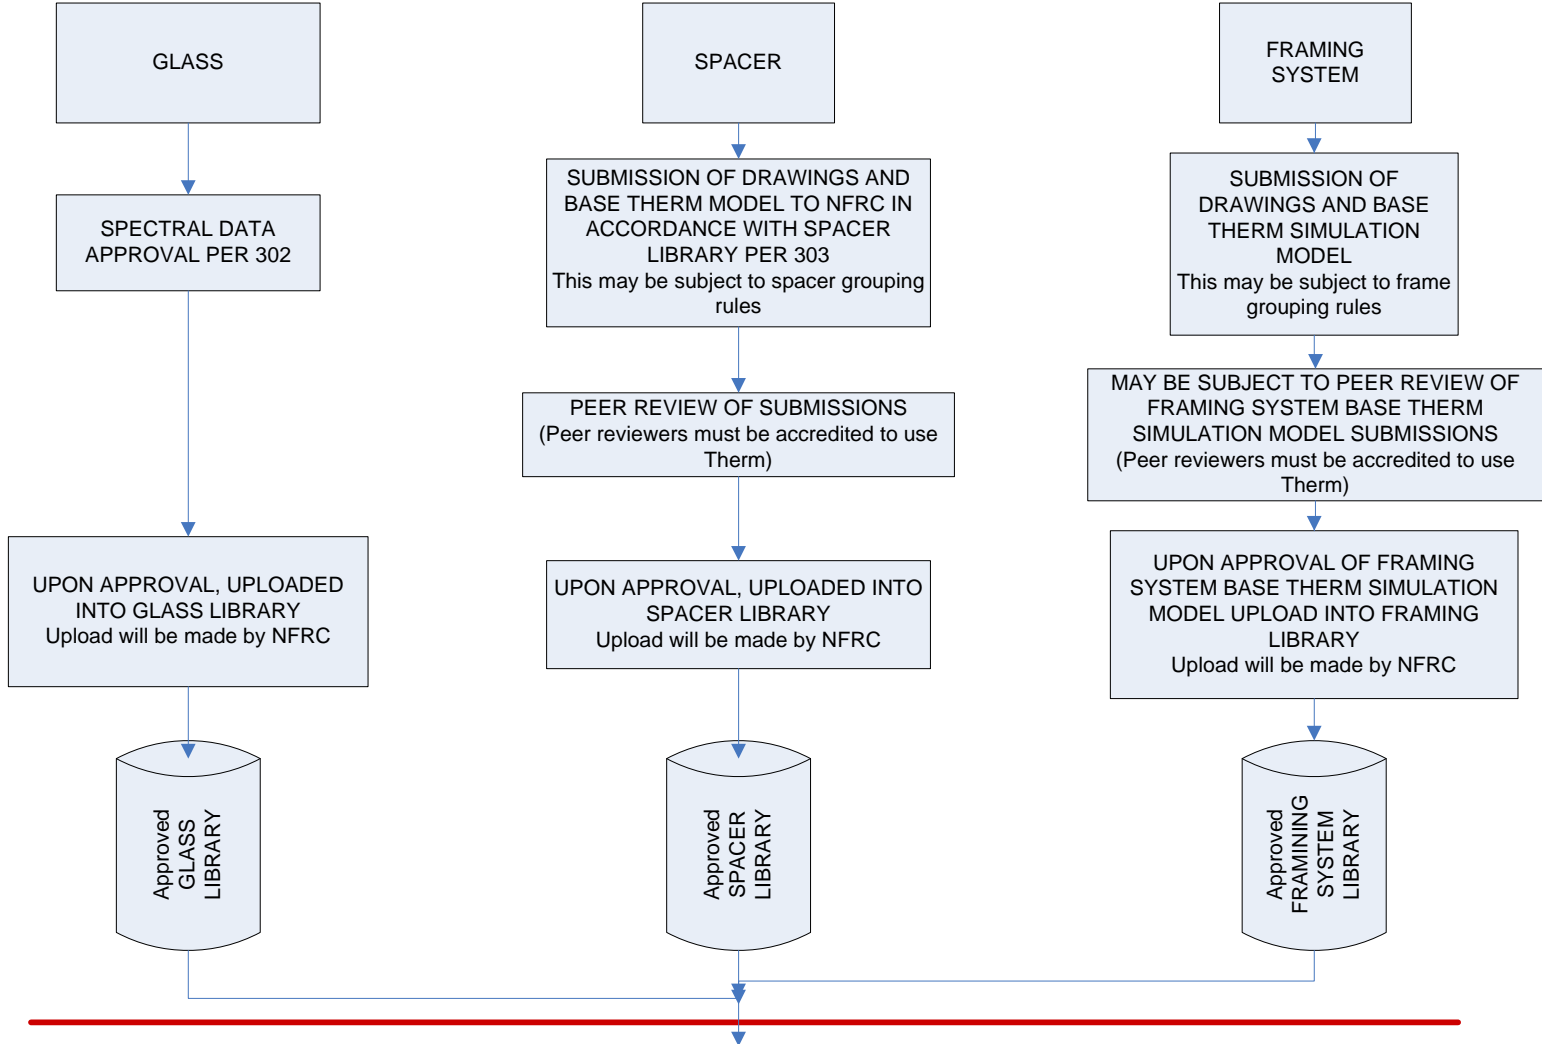 GLASS
SPECTRAL DATA
APPROVAL PER 302
UPON APPROVAL, UPLOADED
INTO GLASS LIBRARY
Upload will be made by NFRC
Approved
GLASS
LIBRARY
SPACER
SUBMISSION OF DRAWINGS AND
BASE THERM MODEL TO NFRC IN
ACCORDANCE WITH SPACER
LIBRARY PER 303
This may be subject to spacer grouping
rules
PEER REVIEW OF SUBMISSIONS
(Peer reviewers must be accredited to use
Therm)
UPON APPROVAL, UPLOADED INTO
SPACER LIBRARY
Upload will be made by NFRC
Approved
SPACER
LIBRARY
FRAMING
SYSTEM
SUBMISSION OF
DRAWINGS AND BASE
THERM SIMULATION
MODEL
This may be subject to frame
grouping rules
MAY BE SUBJECT TO PEER REVIEW OF
FRAMING SYSTEM BASE THERM
SIMULATION MODEL SUBMISSIONS
(Peer reviewers must be accredited to use
Therm)
UPON APPROVAL OF FRAMING
SYSTEM BASE THERM SIMULATION
MODEL UPLOAD INTO FRAMING
LIBRARY
Upload will be made by NFRC
Approved
FRAMINING
SYSTEM
LIBRARY